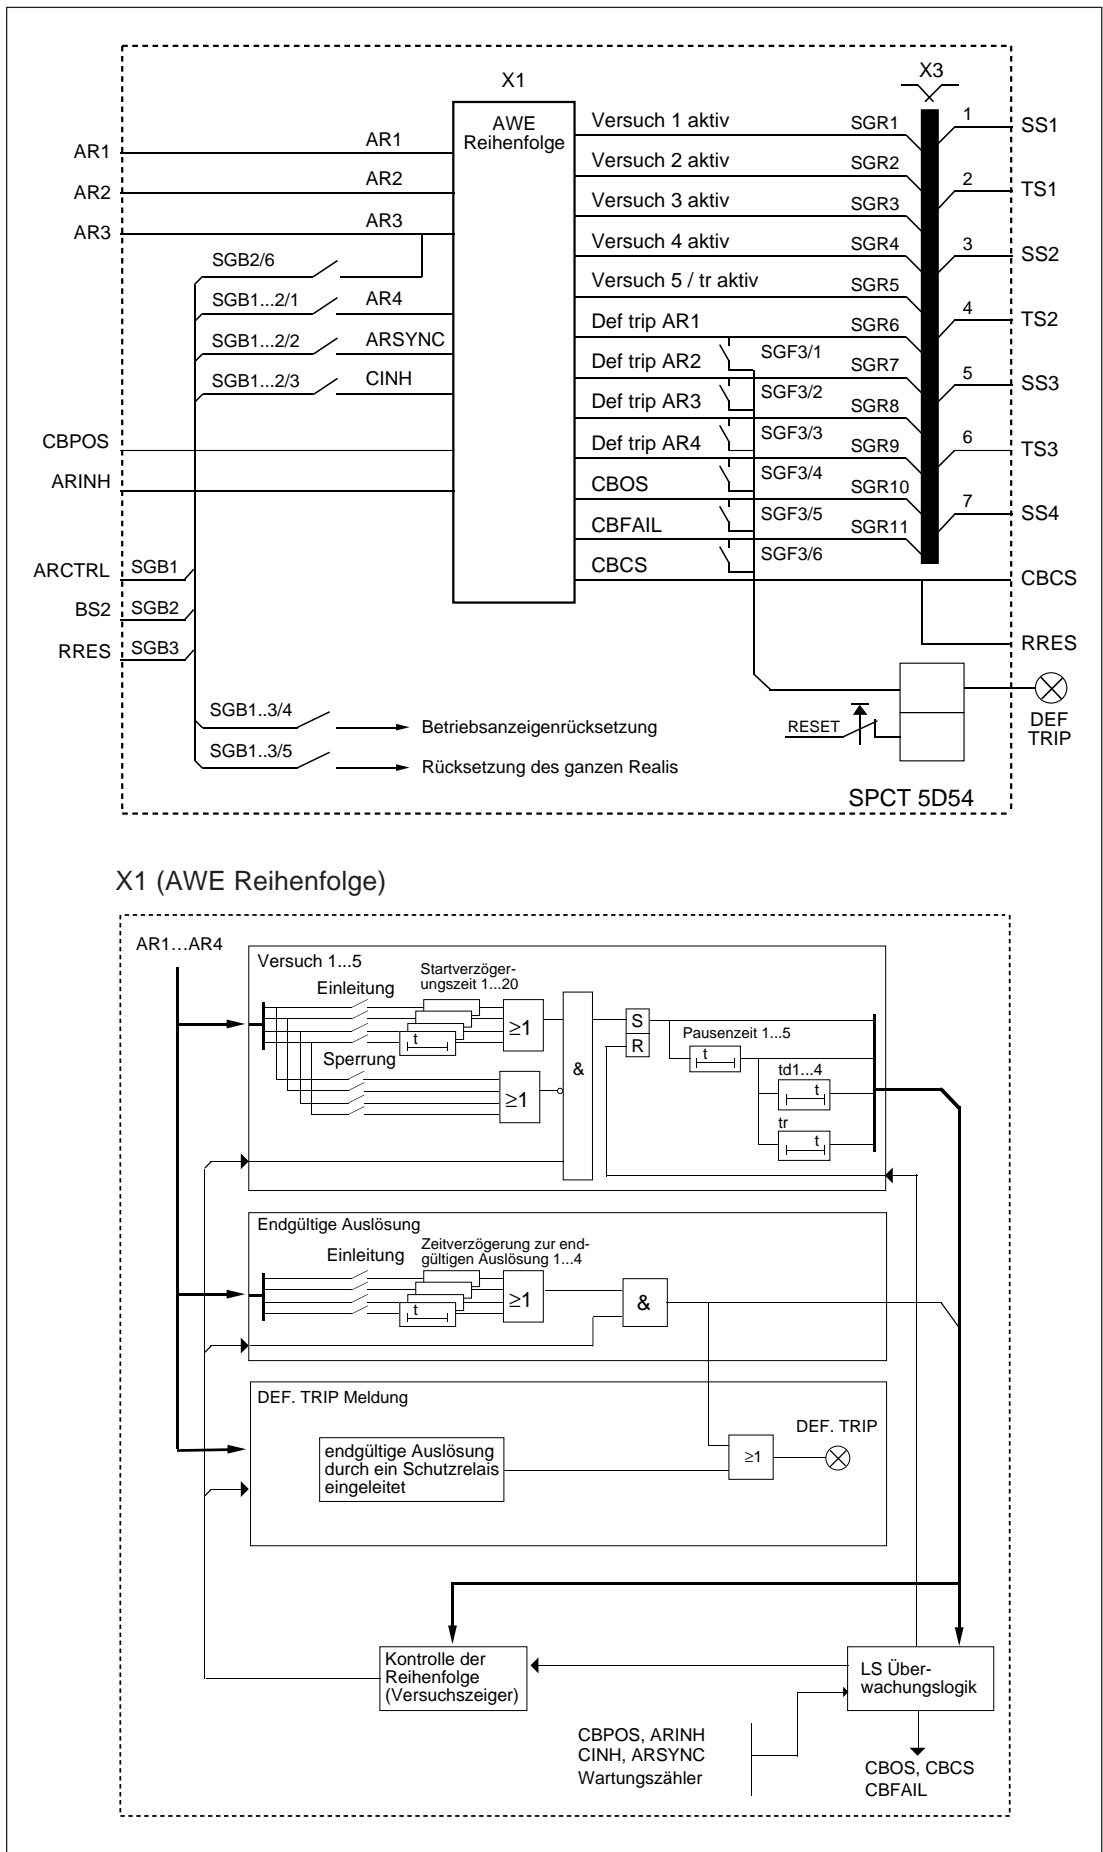 X1
X3
AWE
Reihenfolge
AR1
AR1
AR2
AR2
AR3
AR3
SGB2/6
SGB1...2/1
AR4
SGB1...2/2
ARSYNC
SGB1...2/3
CINH
CBPOS
ARINH
ARCTRL
SGB1
BS2
SGB2
RRES
SGB3
Versuch 1 aktiv
SGR1
Versuch 2 aktiv
SGR2
Versuch 3 aktiv
SGR3
Versuch 4 aktiv
SGR4
Versuch 5 / tr aktiv
SGR5
Def trip AR1
SGR6
SGF3/1
Def trip AR2
SGR7
SGF3/2
Def trip AR3
SGR8
SGF3/3
Def trip AR4
SGR9
SGF3/4
CBOS
SGR10
SGF3/5
CBFAIL
SGR11
SGF3/6
CBCS
1
SS1
2
TS1
3
SS2
4
TS2
5
SS3
6
TS3
7
SS4
CBCS
RRES
DEF
TRIP
RESET
SGB1..3/4
Betriebsanzeigenrücksetzung
SGB1..3/5
Rücksetzung des ganzen Realis
SPCT 5D54
X1 (AWE Reihenfolge)
AR1...AR4
Versuch 1...5
Einleitung
Startverzöger-
ungszeit 1...20
t
≥1
Sperrung
≥1
&
S
R
Pausenzeit 1...5
t
td1...4
t
tr
t
Endgültige Auslösung
Einleitung
Zeitverzögerung zur end-
gültigen Auslösung 1...4
t
≥1
&
DEF. TRIP Meldung
endgültige Auslösung
durch ein Schutzrelais
eingeleitet
≥1
DEF. TRIP
Kontrolle der
Reihenfolge
(Versuchszeiger)
LS Über-
wachungslogik
CBPOS, ARINH
CINH, ARSYNC
Wartungszähler
CBOS, CBCS
CBFAIL